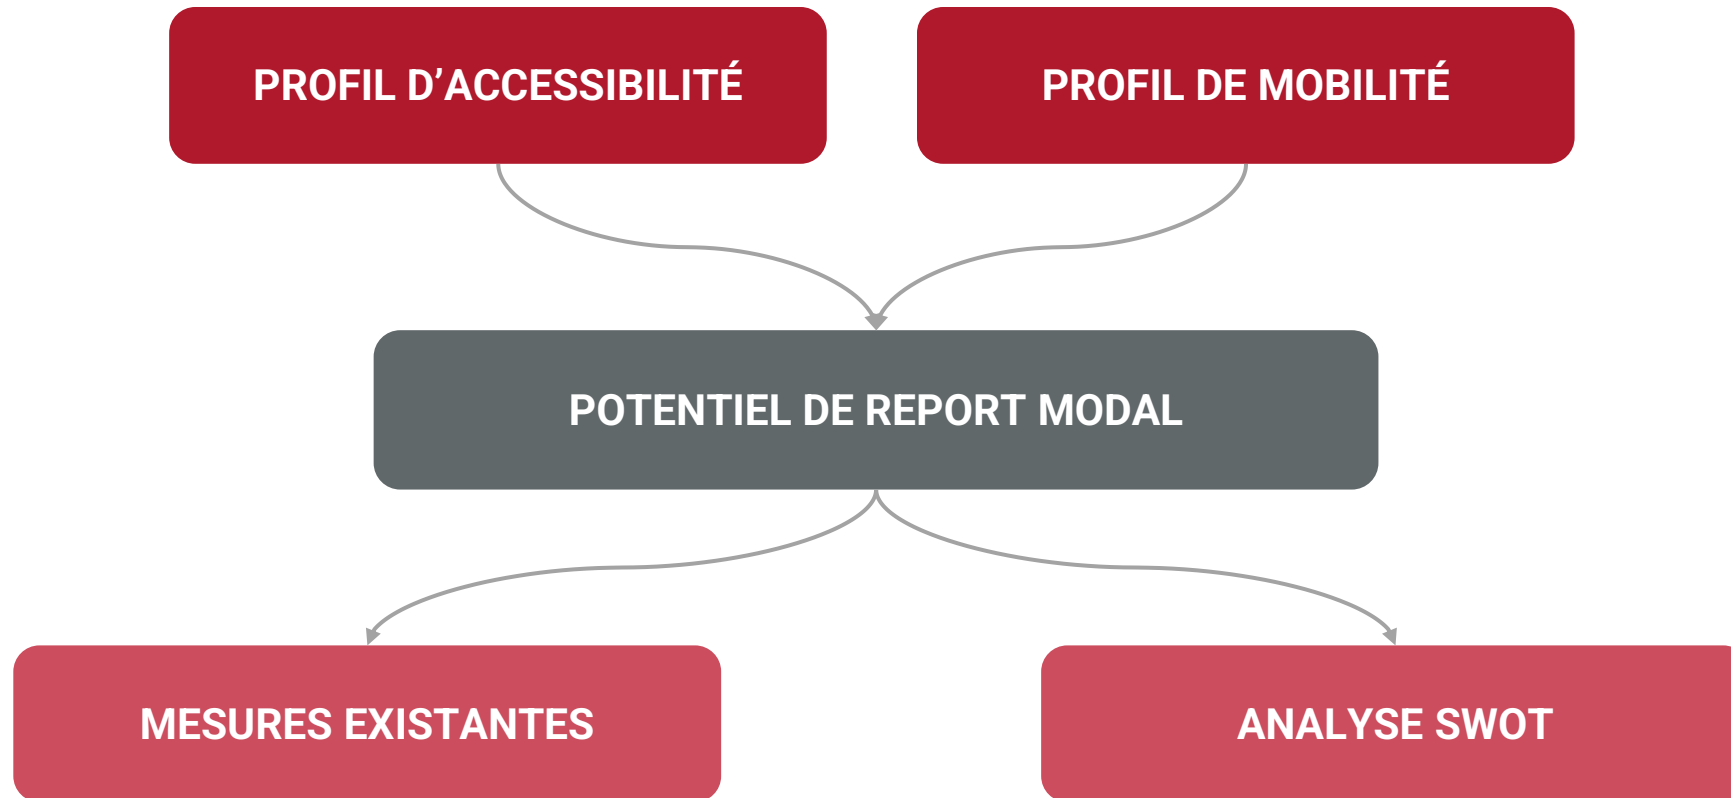 PROFIL D’ACCESSIBILITÉ
PROFIL DE MOBILITÉ
POTENTIEL DE REPORT MODAL
MESURES EXISTANTES
ANALYSE SWOT